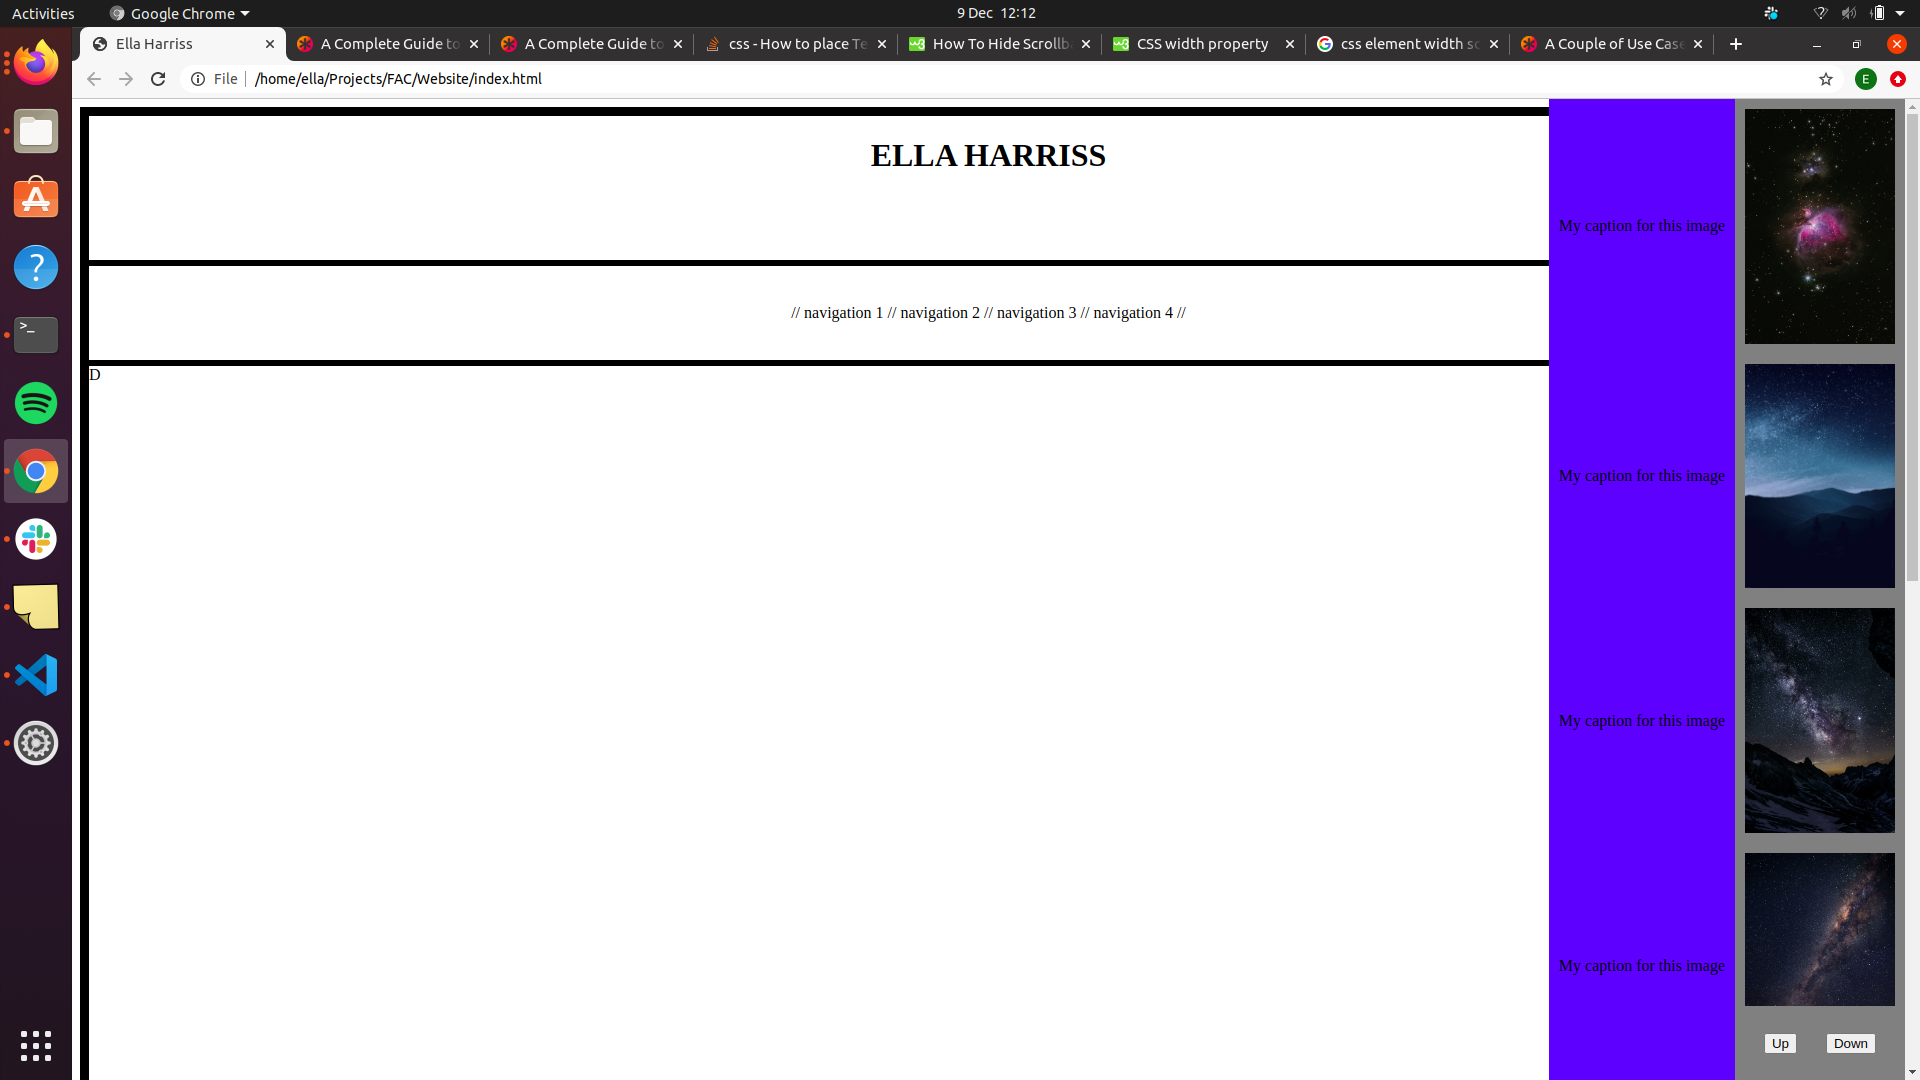 Activities
Google Chrome
9 Dec 12:12
Ella Harriss
A Complete Guide to
A Complete Guide to
css - How to place Te
How To Hide Scrollb
CSS width property
css element width sc
A Couple of Use Case
File
/home/ella/Projects/FAC/Website/index.html
E
ELLA HARRISS
// navigation 1 // navigation 2 // navigation 3 // navigation 4 //
D
My caption for this image
My caption for this image
My caption for this image
My caption for this image
Up
Down